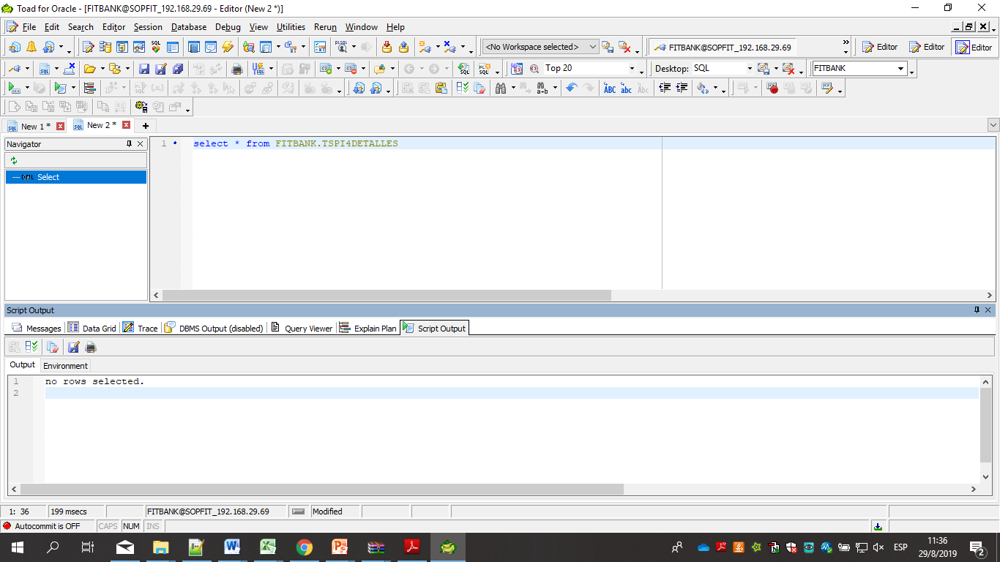 Toad for Oracle - [FITBANK@SOPFIT_192.168.29.69 - Editor (New 2 *)]
File Edit Search Editor Session Database Debug View Utilities Rerun Window Help
<No Workspace selected> FITBANK@SOPFIT_192.168.29.69 Editor Editor Editor
Top 20 Desktop: SQL FITBANK
New 1 * New 2 *
Navigator
Select
1 select * from FITBANK.TSPI4DETALLES
Script Output
Messages Data Grid Trace DBMS Output (disabled) Query Viewer Explain Plan Script Output
Output Environment
1 no rows selected.
2
1: 36 199 msecs FITBANK@SOPFIT_192.168.29.69 Modified
Autocommit is OFF CAPS NUM INS
ESP 11:36
29/8/2019 2